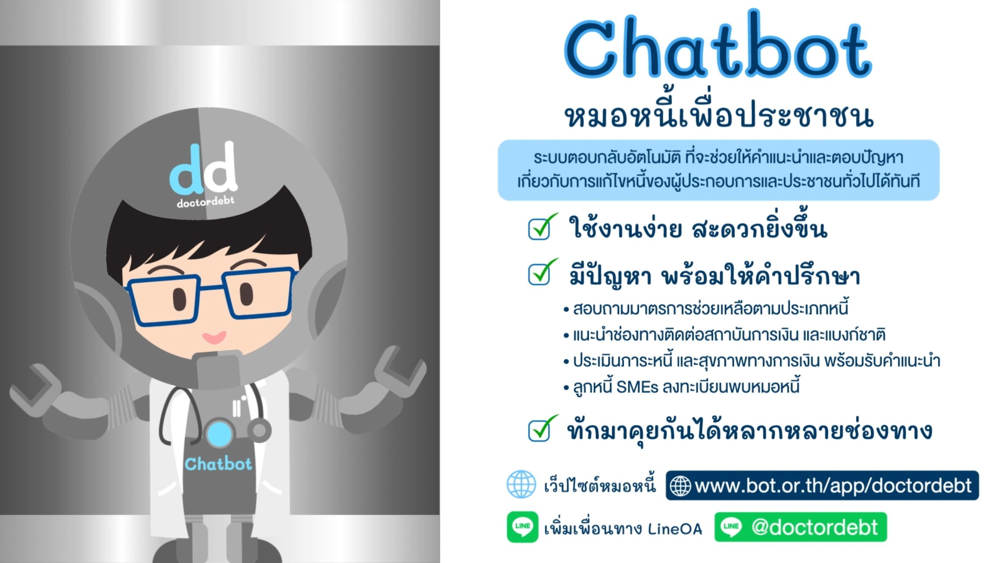 dd
doctordebt
Chatbot
Chatbot
หมอหนี้เพื่อประชาชน
ระบบตอบกลับอัตโนมัติ ที่จะช่วยให้คำแนะนำและตอบปัญหา
เกี่ยวกับการแก้ไขหนี้ของผู้ประกอบการและประชาชนทั่วไปได้ทันที
ใช้งานง่าย สะดวกยิ่งขึ้น
มีปัญหา พร้อมให้คำปรึกษา
• สอบถามมาตรการช่วยเหลือตามประเภทหนี้
• แนะนำช่องทางติดต่อสถาบันการเงิน และแบงก์ชาติ
• ประเมินภาระหนี้ และสุขภาพทางการเงิน พร้อมรับคำแนะนำ
• ลูกหนี้ SMEs ลงทะเบียนพบหมอหนี้
ทักมาคุยกันได้หลากหลายช่องทาง
เว็ปไซต์หมอหนี้ www.bot.or.th/app/doctordebt
LINE เพิ่มเพื่อนทาง LineOA LINE @doctordebt